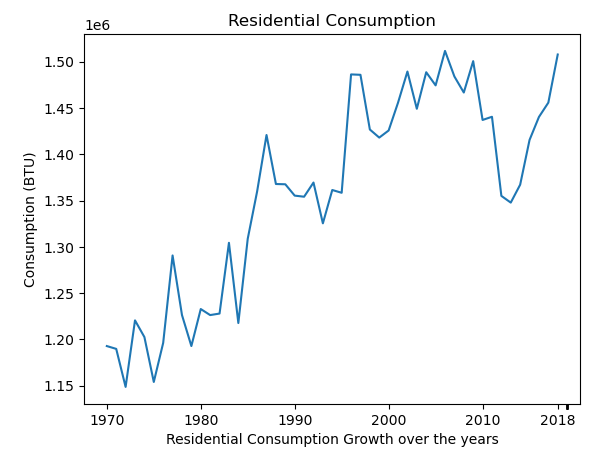 Residential Consumption
1e6
1.50
1.45
1.40
1.35
1.30
1.25
1.20
1.15
Consumption (BTU)
1970 1980 1990 2000 2010 2018
Residential Consumption Growth over the years